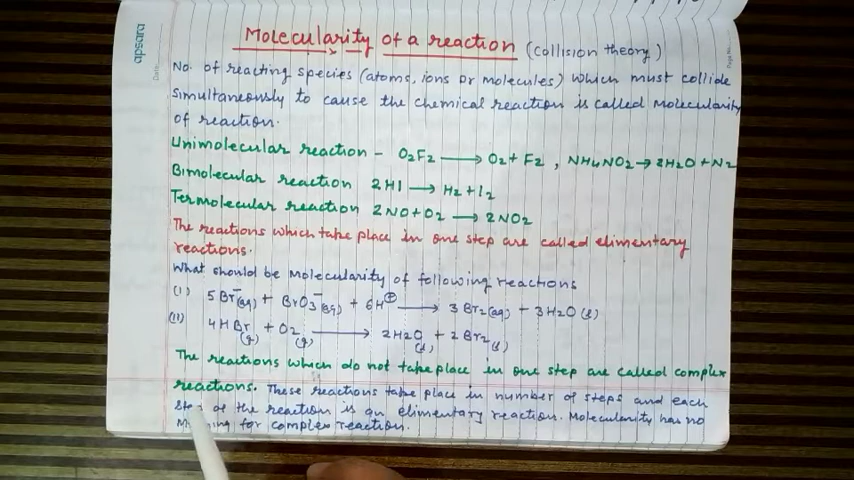 apsara
Date
Page No.
Molecularity of a reaction (collision theory)
No. of reacting species (atoms, ions or molecules) which must collide
simultaneously to cause the chemical reaction is called Molecularity
of reaction.
Unimolecular reaction - O2F2 → O2 + F2 , NH4NO2 → 2H2O + N2
Bimolecular reaction 2HI → H2 + I2
Termolecular reaction 2NO + O2 → 2NO2
The reactions which take place in one step are called elimentary
reactions.
What should be Molecularity of following reactions
(i) 5Br⁻(aq) + BrO3⁻(aq) + 6H⊕ → 3Br2(aq) + 3H2O(l)
(ii) 4HBr(g) + O2(g) → 2H2O(l) + 2Br2(l)
The reactions which do not take place in one step are called complex
reactions. These reactions take place in number of steps and each
step of the reaction is an elimentary reaction. Molecularity has no
for complex reaction.